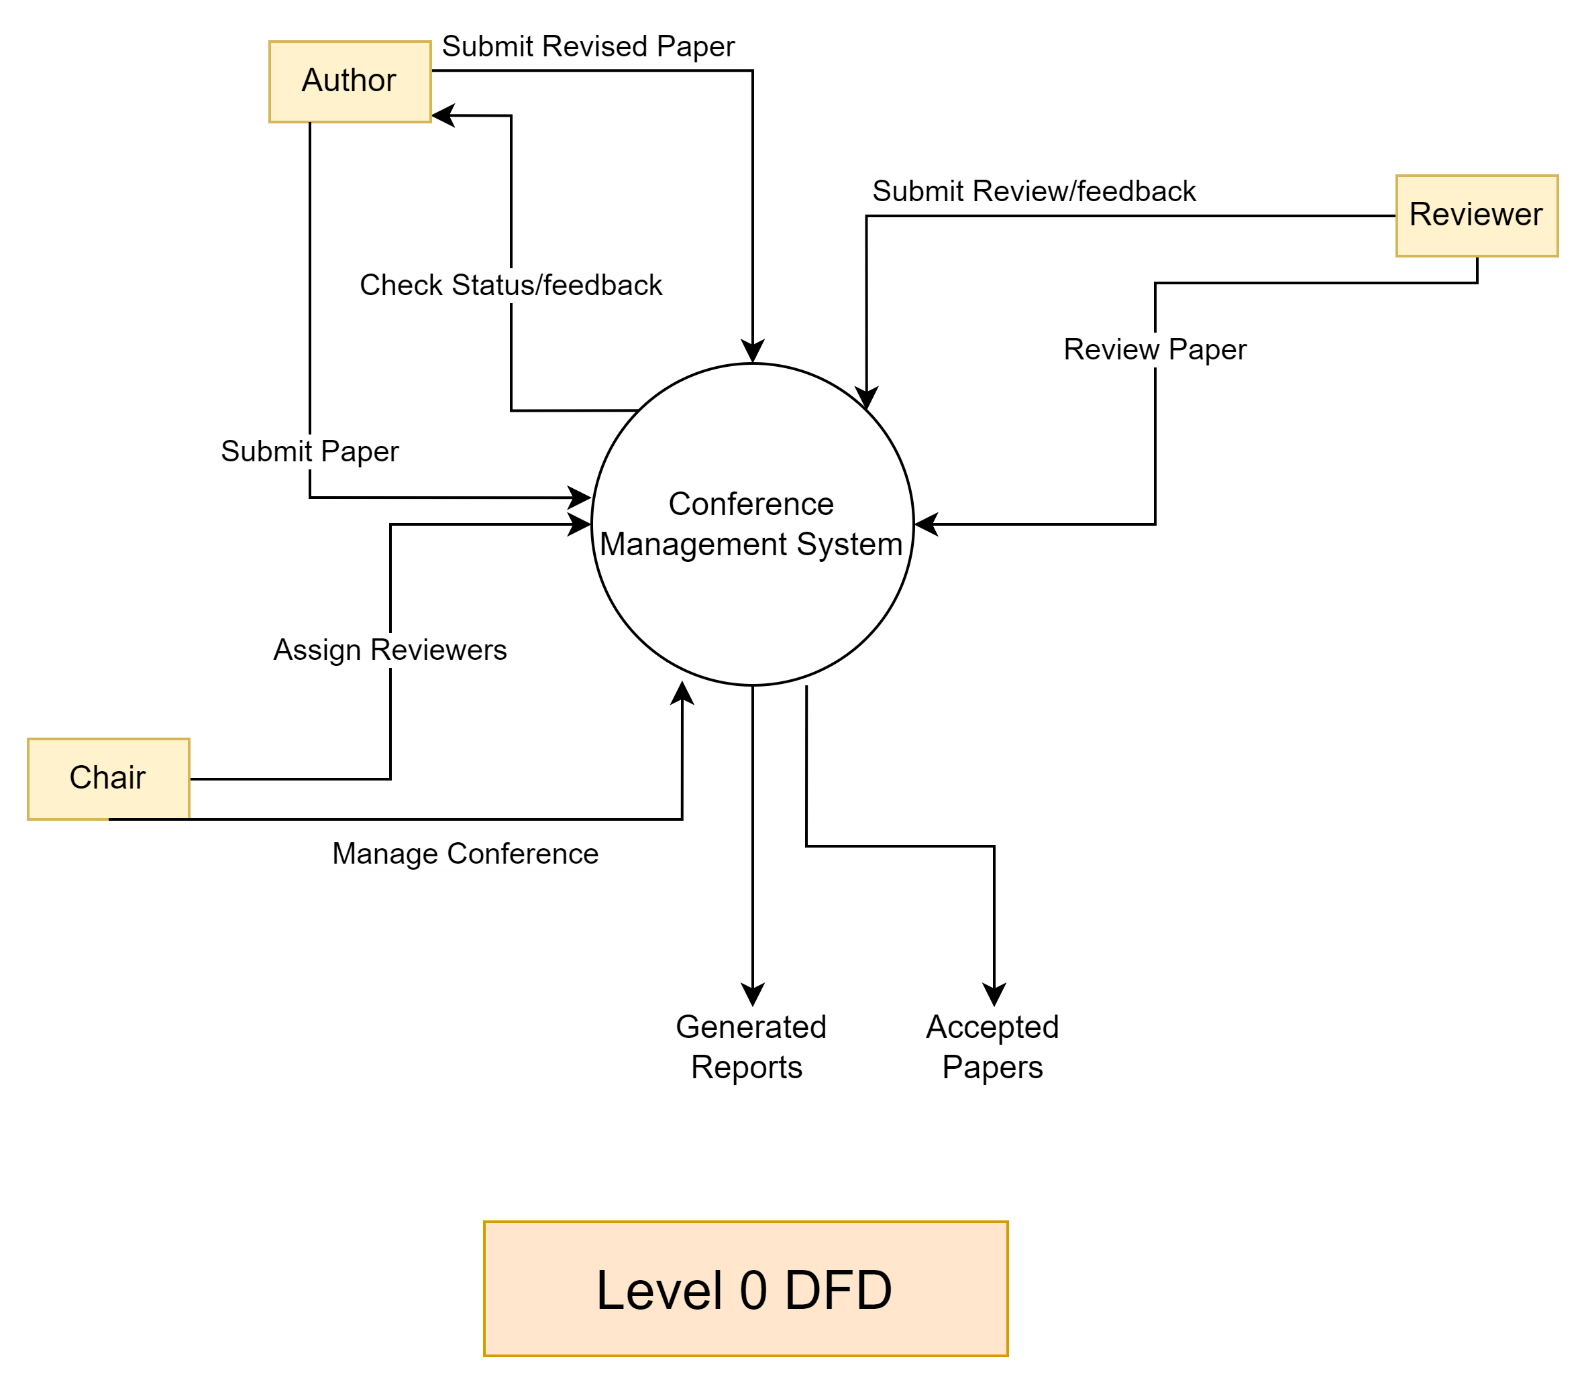 Submit Revised Paper
Author
Submit Review/feedback
Reviewer
Check Status/feedback
Review Paper
Submit Paper
Conference
Management System
Assign Reviewers
Chair
Manage Conference
Generated
Reports
Accepted
Papers
Level 0 DFD